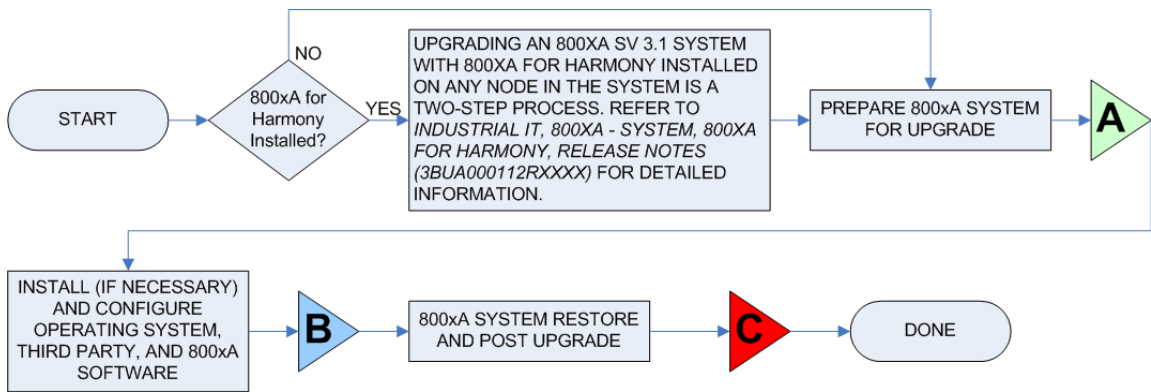 NO
START
800xA for
Harmony
Installed?
YES
UPGRADING AN 800XA SV 3.1 SYSTEM
WITH 800XA FOR HARMONY INSTALLED
ON ANY NODE IN THE SYSTEM IS A
TWO-STEP PROCESS. REFER TO
INDUSTRIAL IT, 800XA - SYSTEM, 800XA
FOR HARMONY, RELEASE NOTES
(3BUA000112RXXXX) FOR DETAILED
INFORMATION.
PREPARE 800xA SYSTEM
FOR UPGRADE
A
INSTALL (IF NECESSARY)
AND CONFIGURE
OPERATING SYSTEM,
THIRD PARTY, AND 800xA
SOFTWARE
B
800xA SYSTEM RESTORE
AND POST UPGRADE
C
DONE